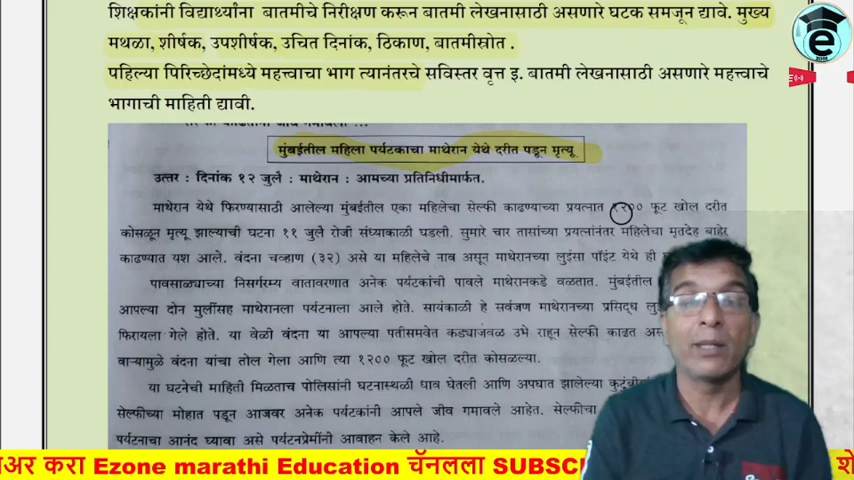 शिक्षकांनी विद्यार्थ्यांना बातमीचे निरीक्षण करून बातमी लेखनासाठी असणारे घटक समजून द्यावे. मुख्य
मथळा, शीर्षक, उपशीर्षक, उचित दिनांक, ठिकाण, बातमीस्रोत .
पहिल्या पिरिच्छेदांमध्ये महत्त्वाचा भाग त्यानंतरचे सविस्तर वृत्त इ. बातमी लेखनासाठी असणारे महत्त्वाचे
भागाची माहिती द्यावी.
मुंबईतील महिला पर्यटकाचा माथेरान येथे दरीत पडून मृत्यू
उत्तर : दिनांक १२ जुलै : माथेरान : आमच्या प्रतिनिधीमार्फत.
माथेरान येथे फिरण्यासाठी आलेल्या मुंबईतील एका महिलेचा सेल्फी काढण्याच्या प्रयत्नात १२०० फूट खोल दरीत
कोसळून मृत्यू झाल्याची घटना ११ जुलै रोजी संध्याकाळी घडली. सुमारे चार तासांच्या प्रयत्नांनंतर महिलेचा मृतदेह बाहेर
काढण्यात यश आले. वंदना चव्हाण (३२) असे या महिलेचे नाव असून माथेरानच्या लुईसा पॉइंट येथे ही
पावसाळ्याच्या निसर्गरम्य वातावरणात अनेक पर्यटकांची पावले माथेरानकडे वळतात. मुंबईतील
आपल्या दोन मुलींसह माथेरानला पर्यटनाला आले होते. सायंकाळी हे सर्वजण माथेरानच्या प्रसिद्ध
फिरायला गेले होते. या वेळी वंदना या आपल्या पतीसमवेत कड्याजवळ उभे राहून सेल्फी काढत
वाऱ्यामुळे वंदना यांचा तोल गेला आणि त्या १२०० फूट खोल दरीत कोसळल्या.
या घटनेची माहिती मिळताच पोलिसांनी घटनास्थळी धाव घेतली आणि अपघात झालेल्या
सेल्फीच्या मोहात पडून आजवर अनेक पर्यटकांनी आपले जीव गमावले आहेत. सेल्फीचा
पर्यटनाचा आनंद घ्यावा असे पर्यटनप्रेमींनी आवाहन केले आहे.
करा Ezone marathi Education चॅनलला